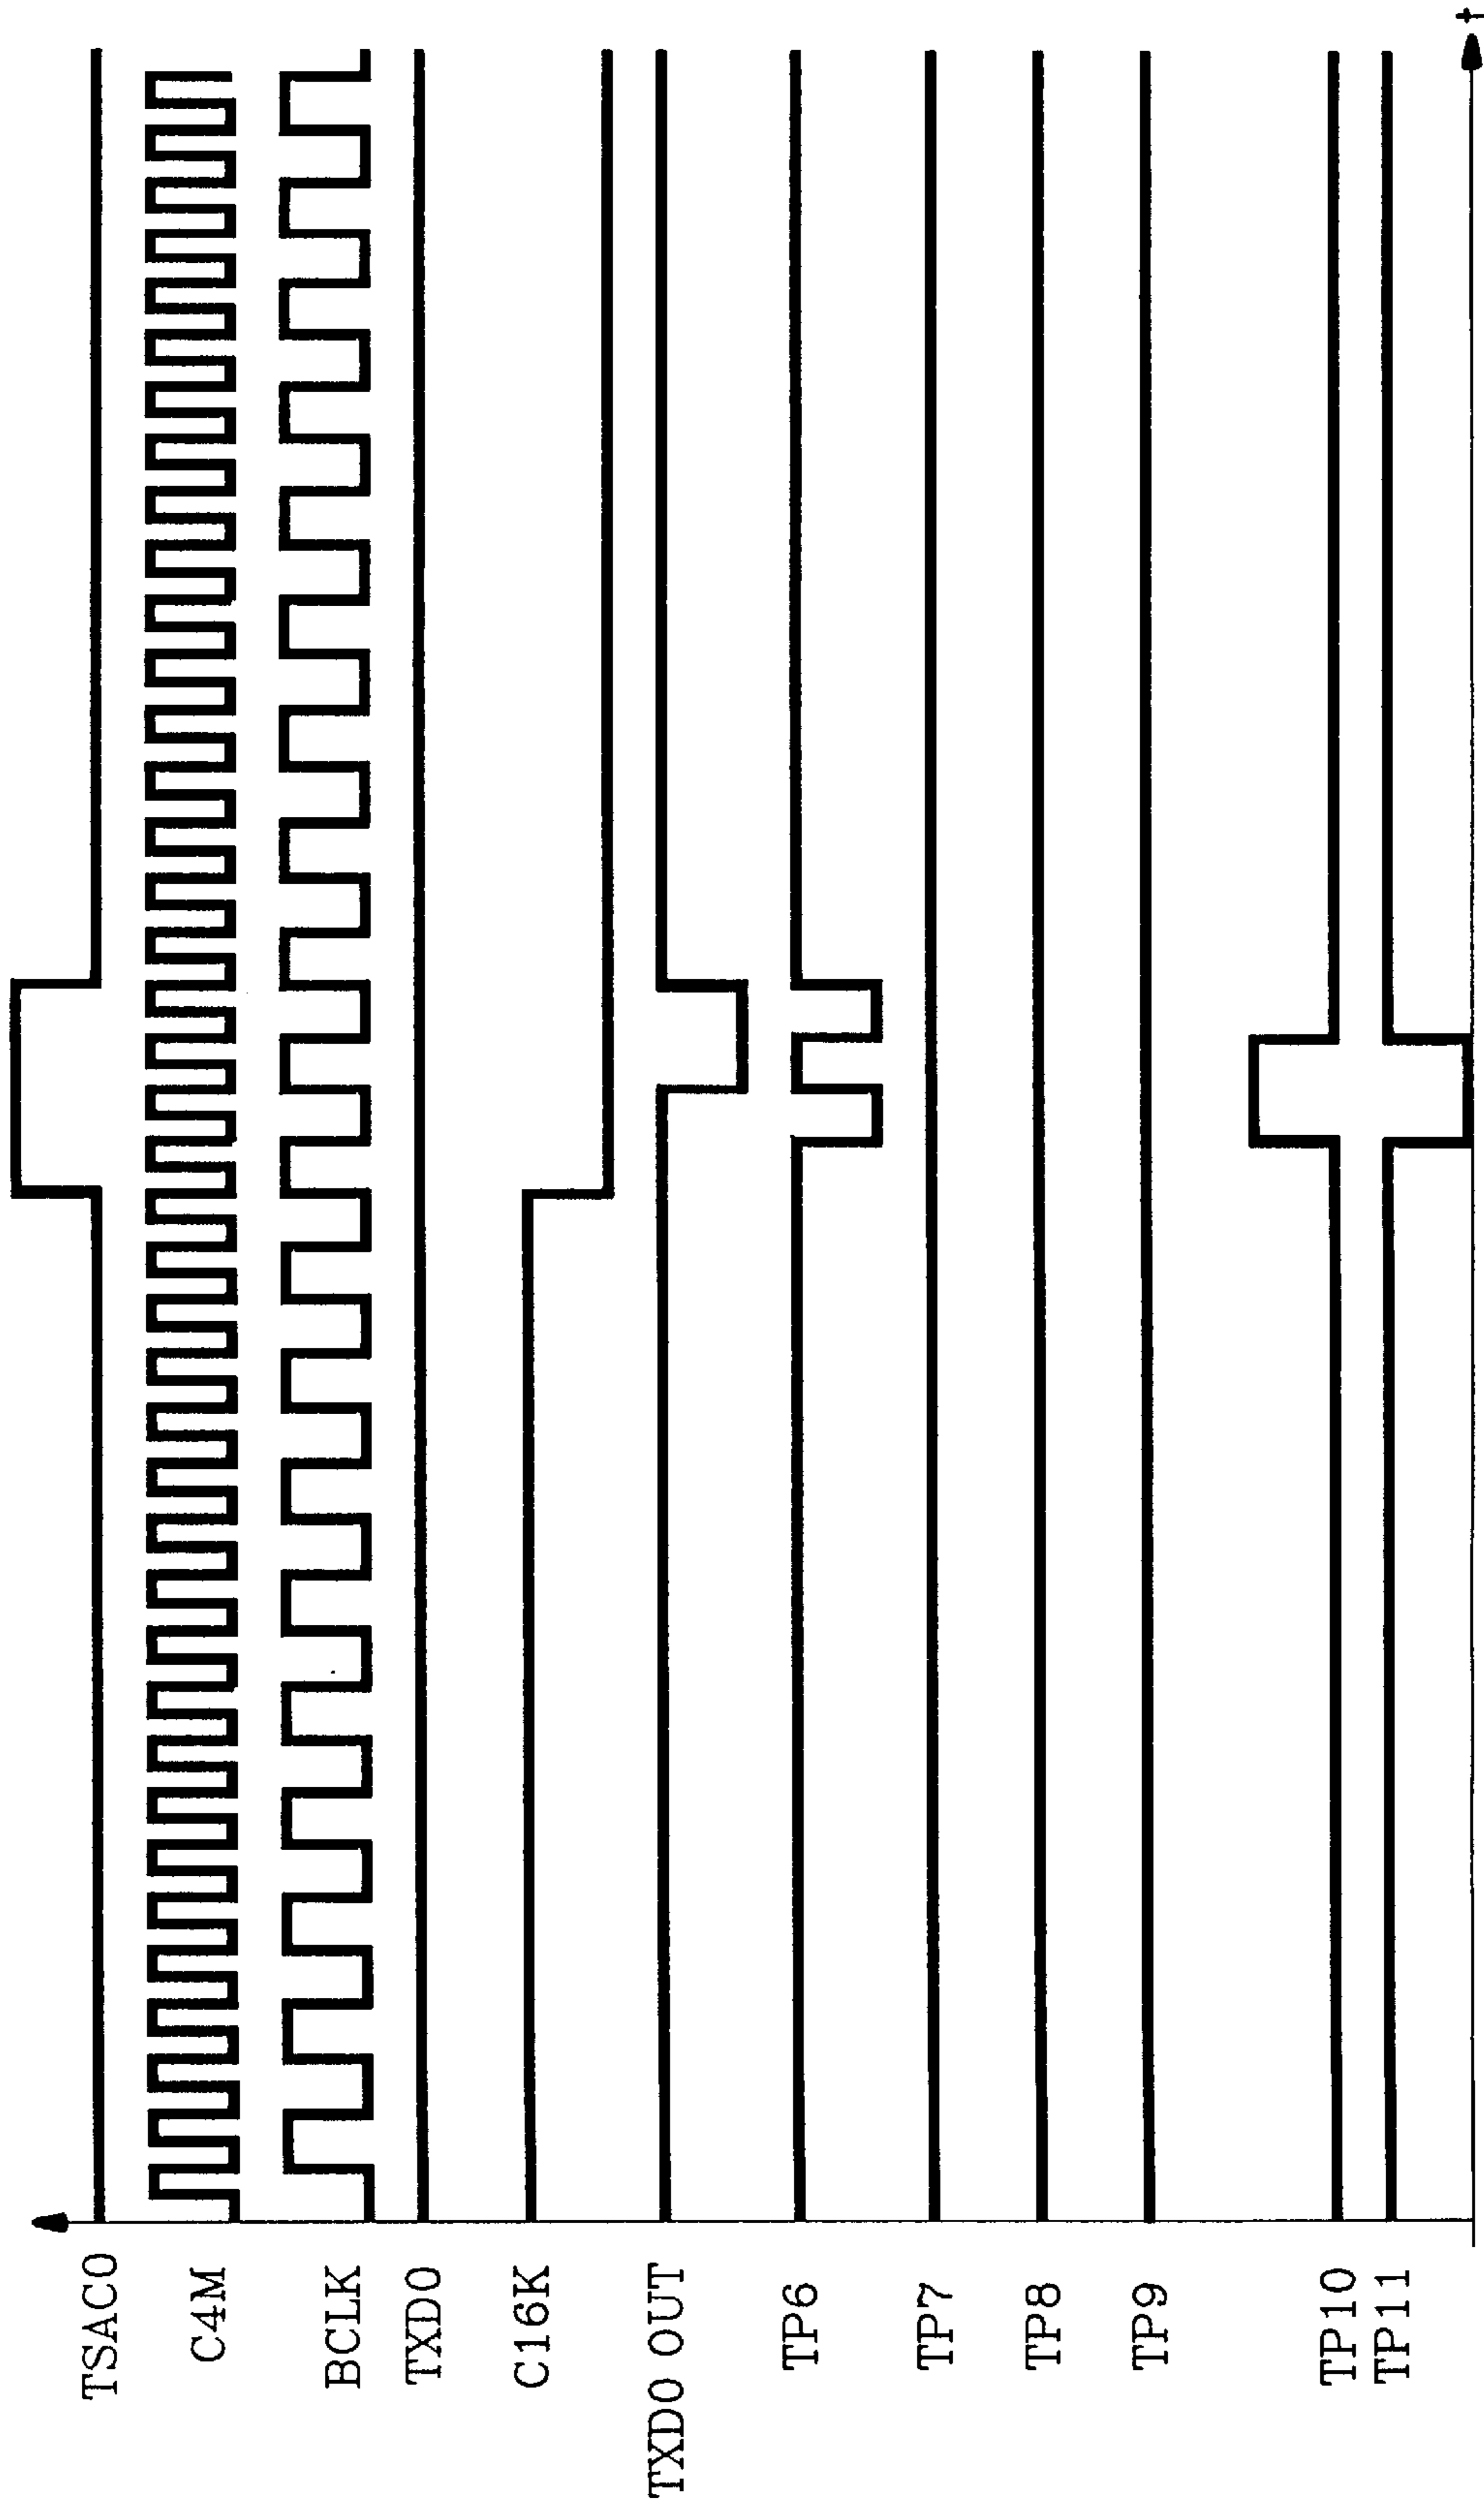 TSAC0
C4M
BCLK
TXD0
C16K
TXD0 OUT
TP6
TP7
TP8
TP9
TP10
TP11
t